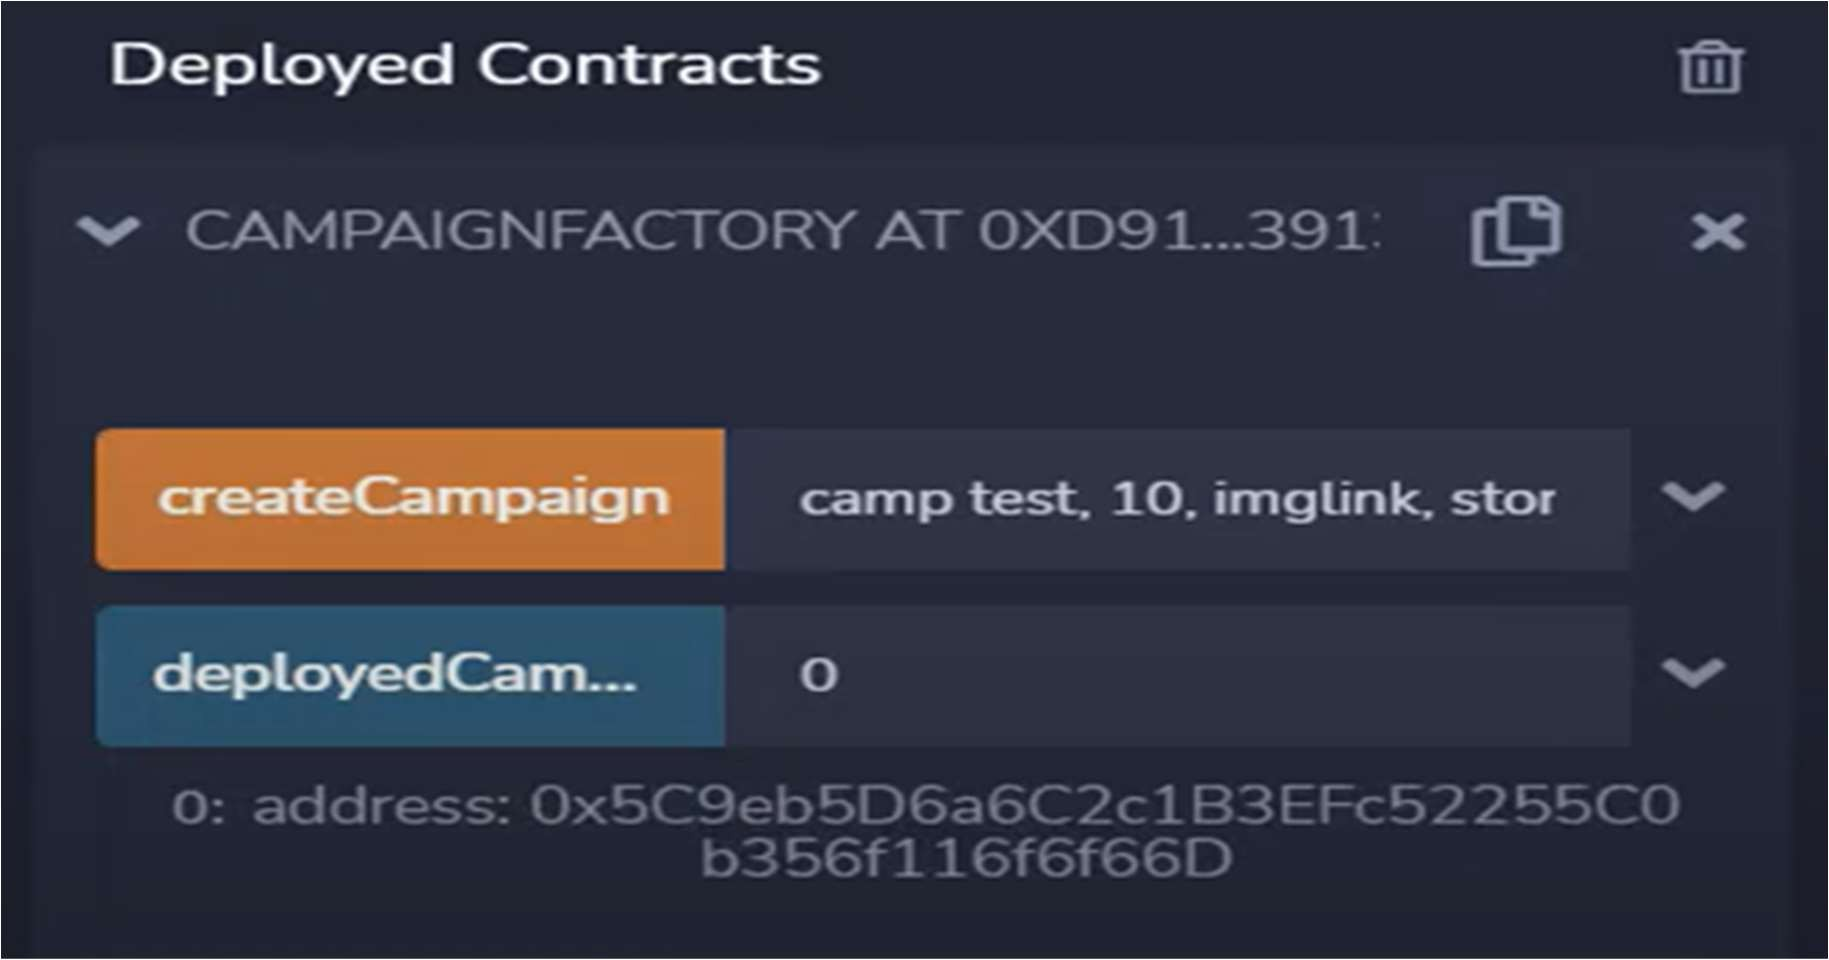 Deployed Contracts
CAMPAIGNFACTORY AT 0XD91...391
createCampaign camp test, 10, imglink, stor
deployedCam... 0
0: address: 0x5C9eb5D6a6C2c1B3EFc52255C0
b356f116f6f66D